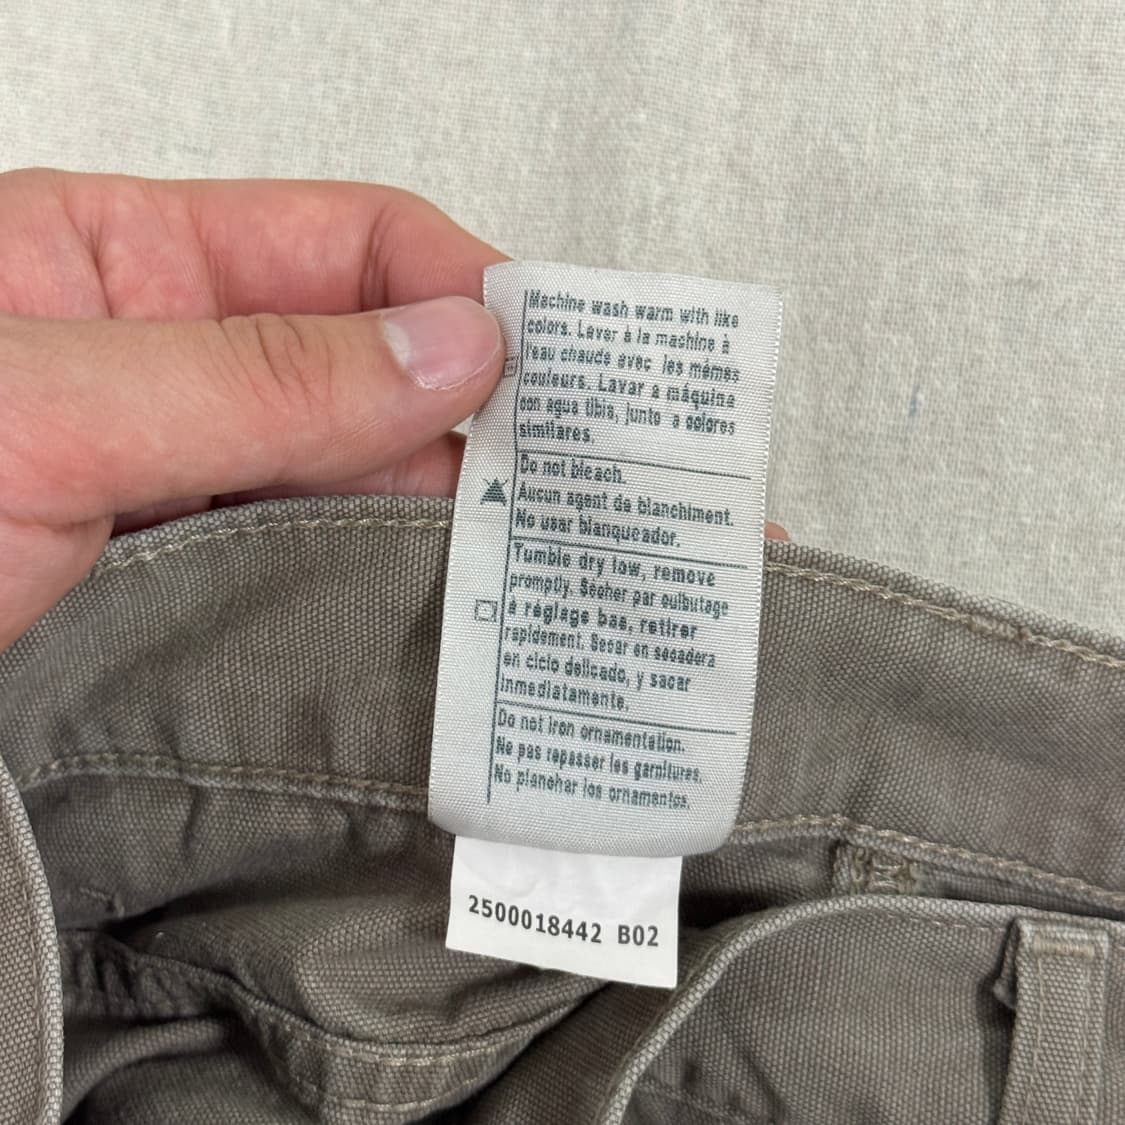 Machine wash warm with like
colors. Laver à la machine à
l'eau chaude avec les mêmes
couleurs. Lavar a máquina
con agua tibia, junto a colores
similares.
Do not bleach.
Aucun agent de blanchiment.
No usar blanqueador.
Tumble dry low, remove
promptly. Sécher par culbutage
à réglage bas, retirer
rapidement. Secar en secadera
en ciclo delicado, y sacar
inmediatamente.
Do not iron ornamentation.
Ne pas repasser les garnitures.
No planchar los ornamentos.
2500018442 B02